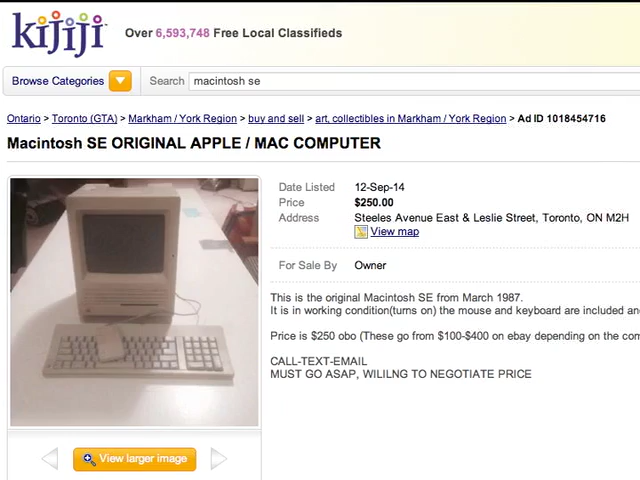 kijiji
Over 6,593,748 Free Local Classifieds
Browse Categories
Search macintosh se
Ontario > Toronto (GTA) > Markham / York Region > buy and sell > art, collectibles in Markham / York Region > Ad ID 1018454716
Macintosh SE ORIGINAL APPLE / MAC COMPUTER
Date Listed 12-Sep-14
Price $250.00
Address Steeles Avenue East & Leslie Street, Toronto, ON M2H
View map
For Sale By Owner
This is the original Macintosh SE from March 1987.
It is in working condition(turns on) the mouse and keyboard are included
Price is $250 obo (These go from $100-$400 on ebay depending on the
CALL-TEXT-EMAIL
MUST GO ASAP, WILILNG TO NEGOTIATE PRICE
View larger image